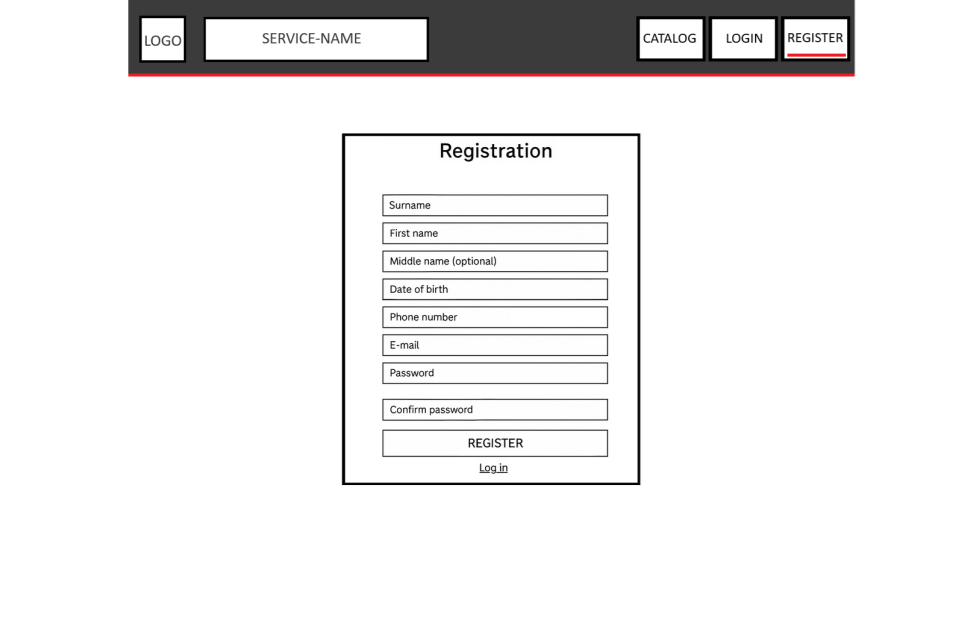 LOGO
SERVICE-NAME
CATALOG
LOGIN
REGISTER
Registration
Surname
First name
Middle name (optional)
Date of birth
Phone number
E-mail
Password
Confirm password
REGISTER
Log in